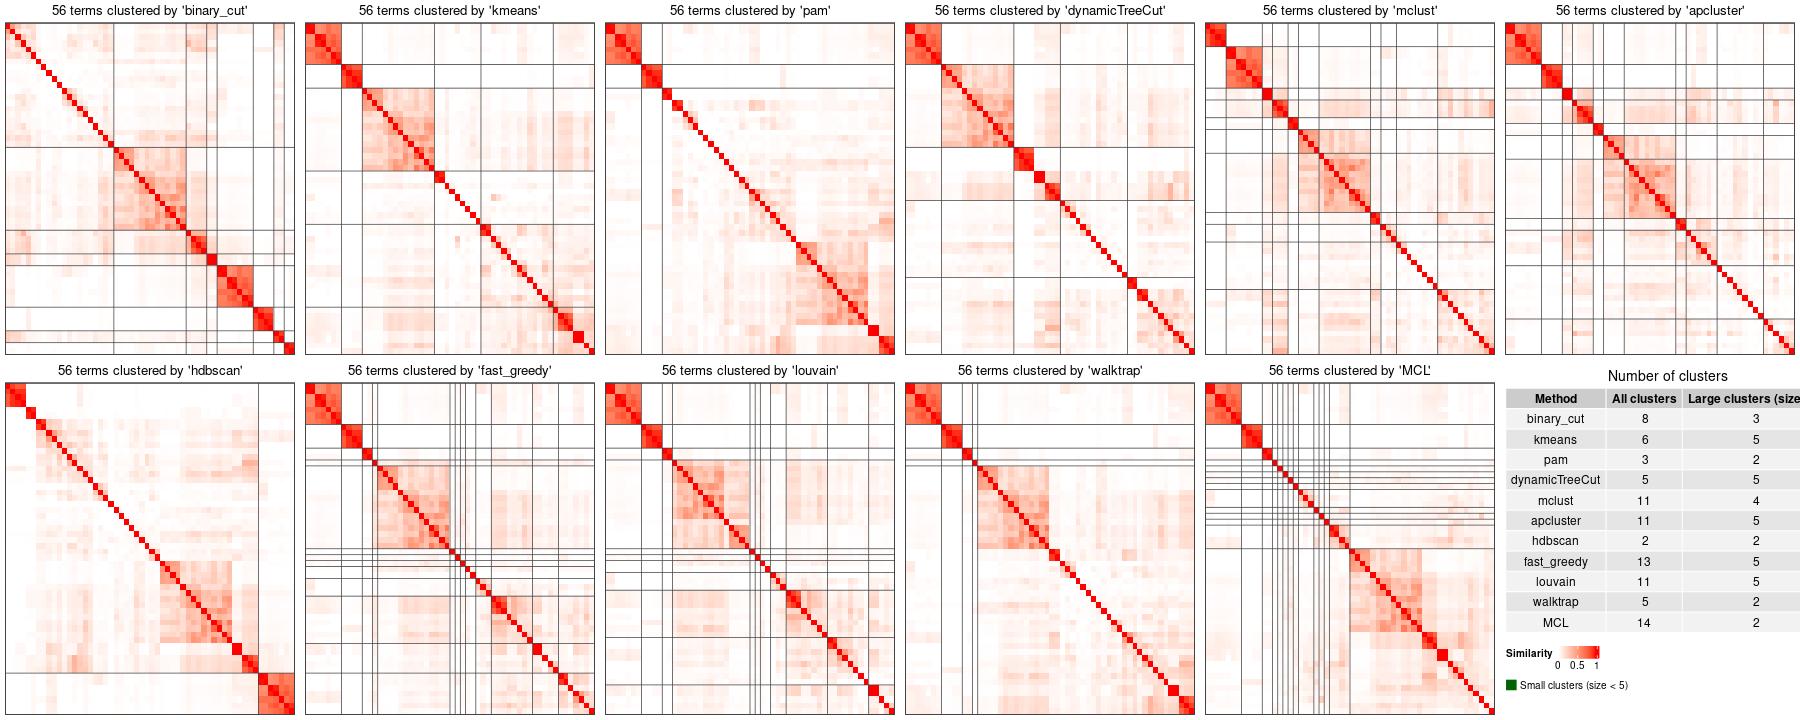 56 terms clustered by 'binary_cut'
56 terms clustered by 'kmeans'
56 terms clustered by 'pam'
56 terms clustered by 'dynamicTreeCut'
56 terms clustered by 'mclust'
56 terms clustered by 'apcluster'
56 terms clustered by 'hdbscan'
56 terms clustered by 'fast_greedy'
56 terms clustered by 'louvain'
56 terms clustered by 'walktrap'
56 terms clustered by 'MCL'
Number of clusters
Method All clusters Large clusters (size
binary_cut 8 3
kmeans 6 5
pam 3 2
dynamicTreeCut 5 5
mclust 11 4
apcluster 11 5
hdbscan 2 2
fast_greedy 13 5
louvain 11 5
walktrap 5 2
MCL 14 2
Similarity
0 0.5 1
Small clusters (size < 5)